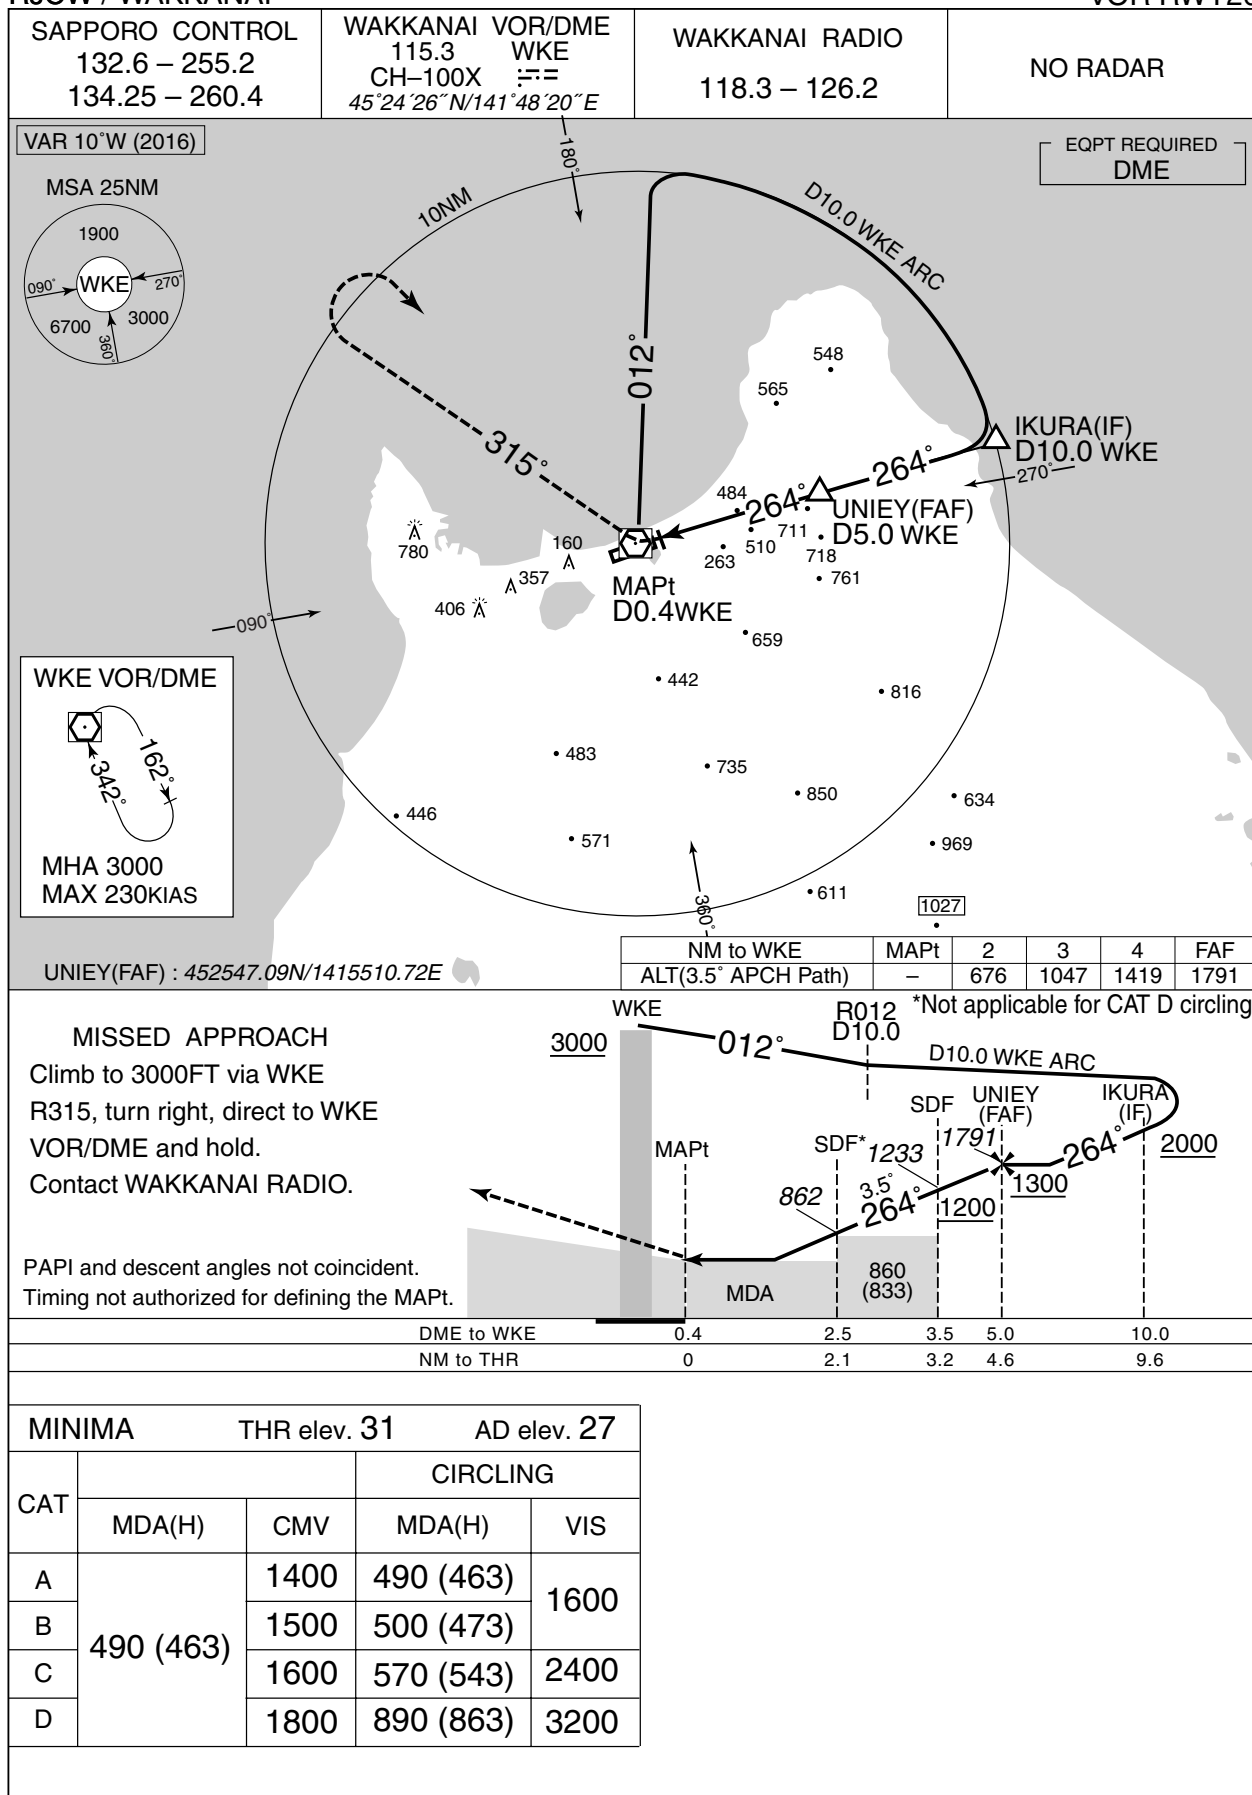 RJCW / WAKKANAI
VOR RWY26
SAPPORO CONTROL
132.6 – 255.2
134.25 – 260.4
WAKKANAI VOR/DME
115.3 WKE
CH–100X
45°24´26˝N/141°48´20˝E
WAKKANAI RADIO
118.3 – 126.2
NO RADAR
VAR 10°W (2016)
EQPT REQUIRED
DME
MSA 25NM
1900
WKE
090°
270°
6700
3000
360°
180°
10NM
D10.0 WKE ARC
012°
315°
548
565
IKURA(IF)
D10.0 WKE
270°
264°
264°
484
UNIEY(FAF)
D5.0 WKE
711
510
263
718
761
780
160
357
406
MAPt
D0.4WKE
090°
659
442
816
WKE VOR/DME
162°
342°
MHA 3000
MAX 230KIAS
483
735
850
634
446
571
969
611
1027
360°
UNIEY(FAF) : 452547.09N/1415510.72E
NM to WKE MAPt 2 3 4 FAF
ALT(3.5° APCH Path) – 676 1047 1419 1791
*Not applicable for CAT D circling
MISSED APPROACH
Climb to 3000FT via WKE
R315, turn right, direct to WKE
VOR/DME and hold.
Contact WAKKANAI RADIO.
PAPI and descent angles not coincident.
Timing not authorized for defining the MAPt.
WKE
3000
012°
R012
D10.0
D10.0 WKE ARC
MAPt
SDF*
SDF
UNIEY
(FAF)
IKURA
(IF)
862
1233
1791
264°
2000
1300
3.5°
264°
1200
MDA
860
(833)
DME to WKE 0.4 2.5 3.5 5.0 10.0
NM to THR 0 2.1 3.2 4.6 9.6
MINIMA THR elev. 31 AD elev. 27
CAT
CIRCLING
MDA(H) CMV MDA(H) VIS
A 1400 490 (463)
1600
B 1500 500 (473)
490 (463)
C 1600 570 (543) 2400
D 1800 890 (863) 3200